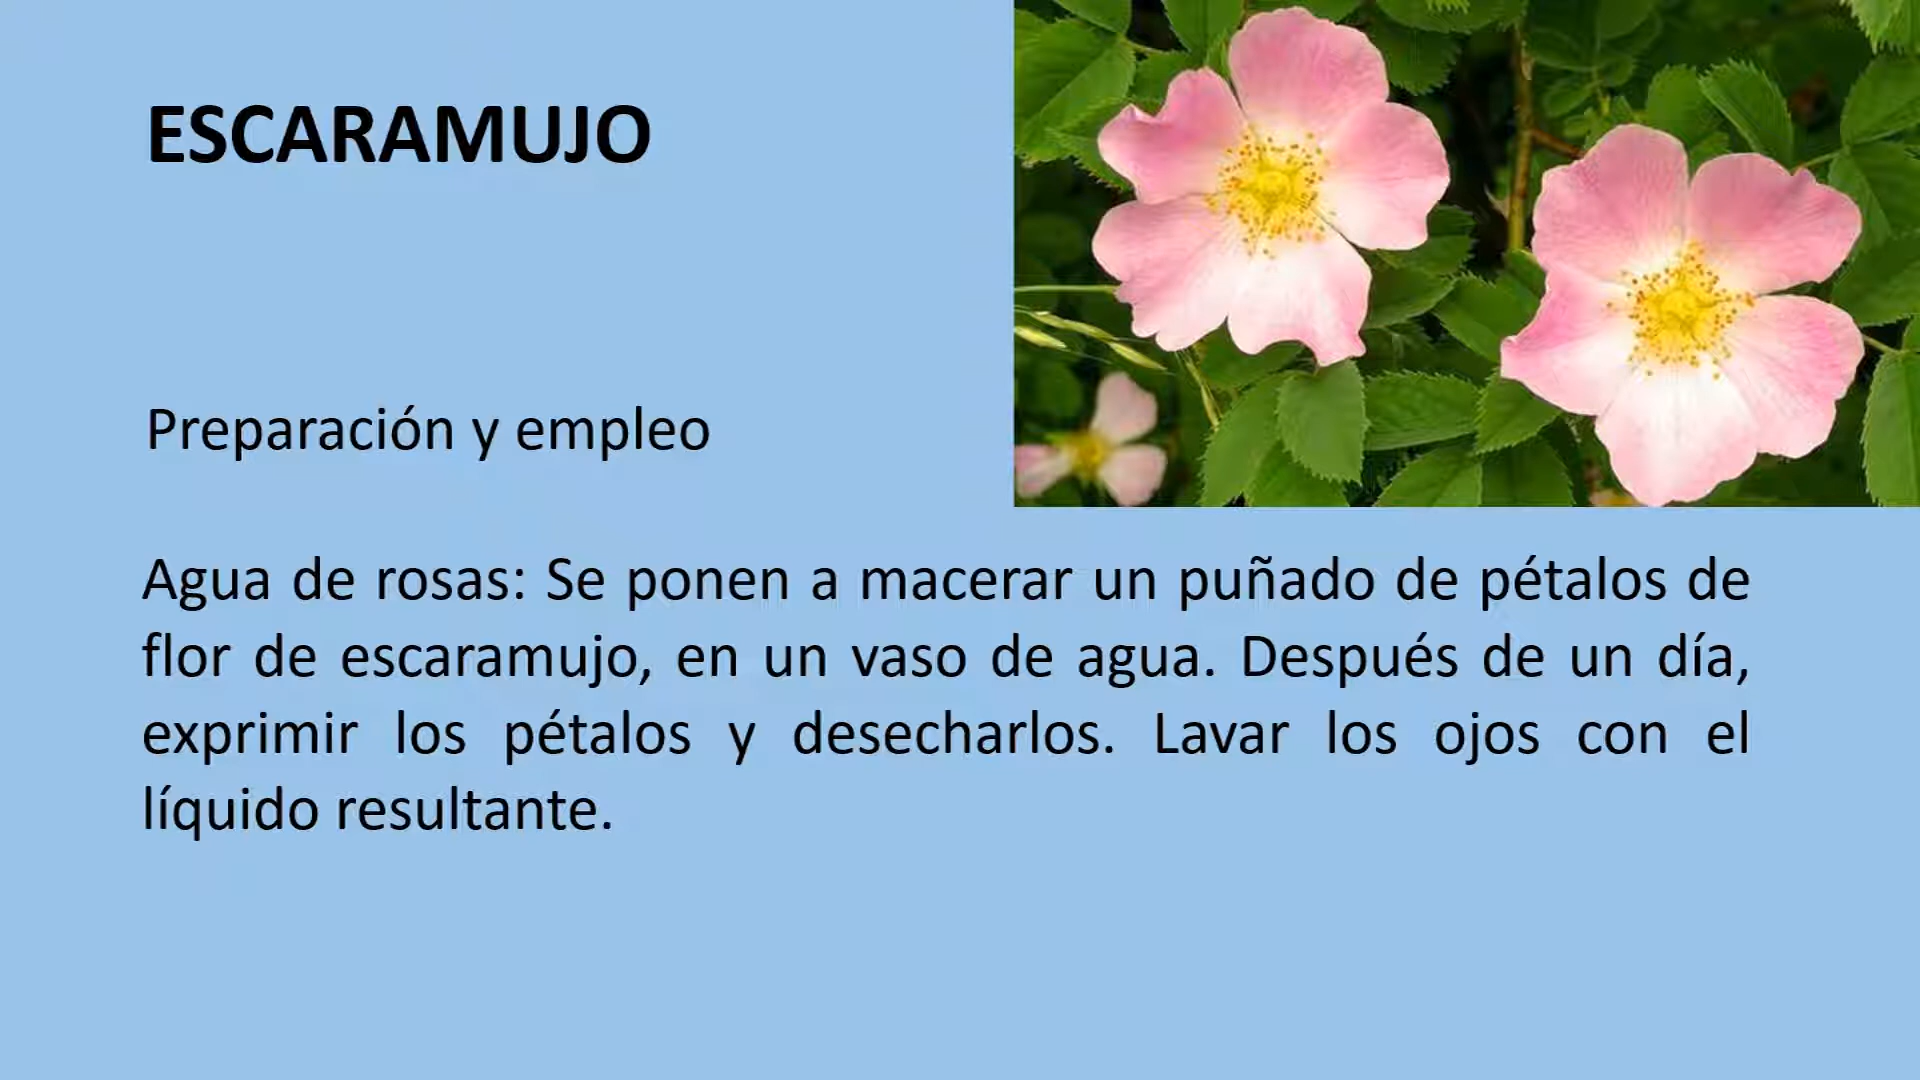 ESCARAMUJO
Preparación y empleo
Agua de rosas: Se ponen a macerar un puñado de pétalos de
flor de escaramujo, en un vaso de agua. Después de un día,
exprimir los pétalos y desecharlos. Lavar los ojos con el
líquido resultante.